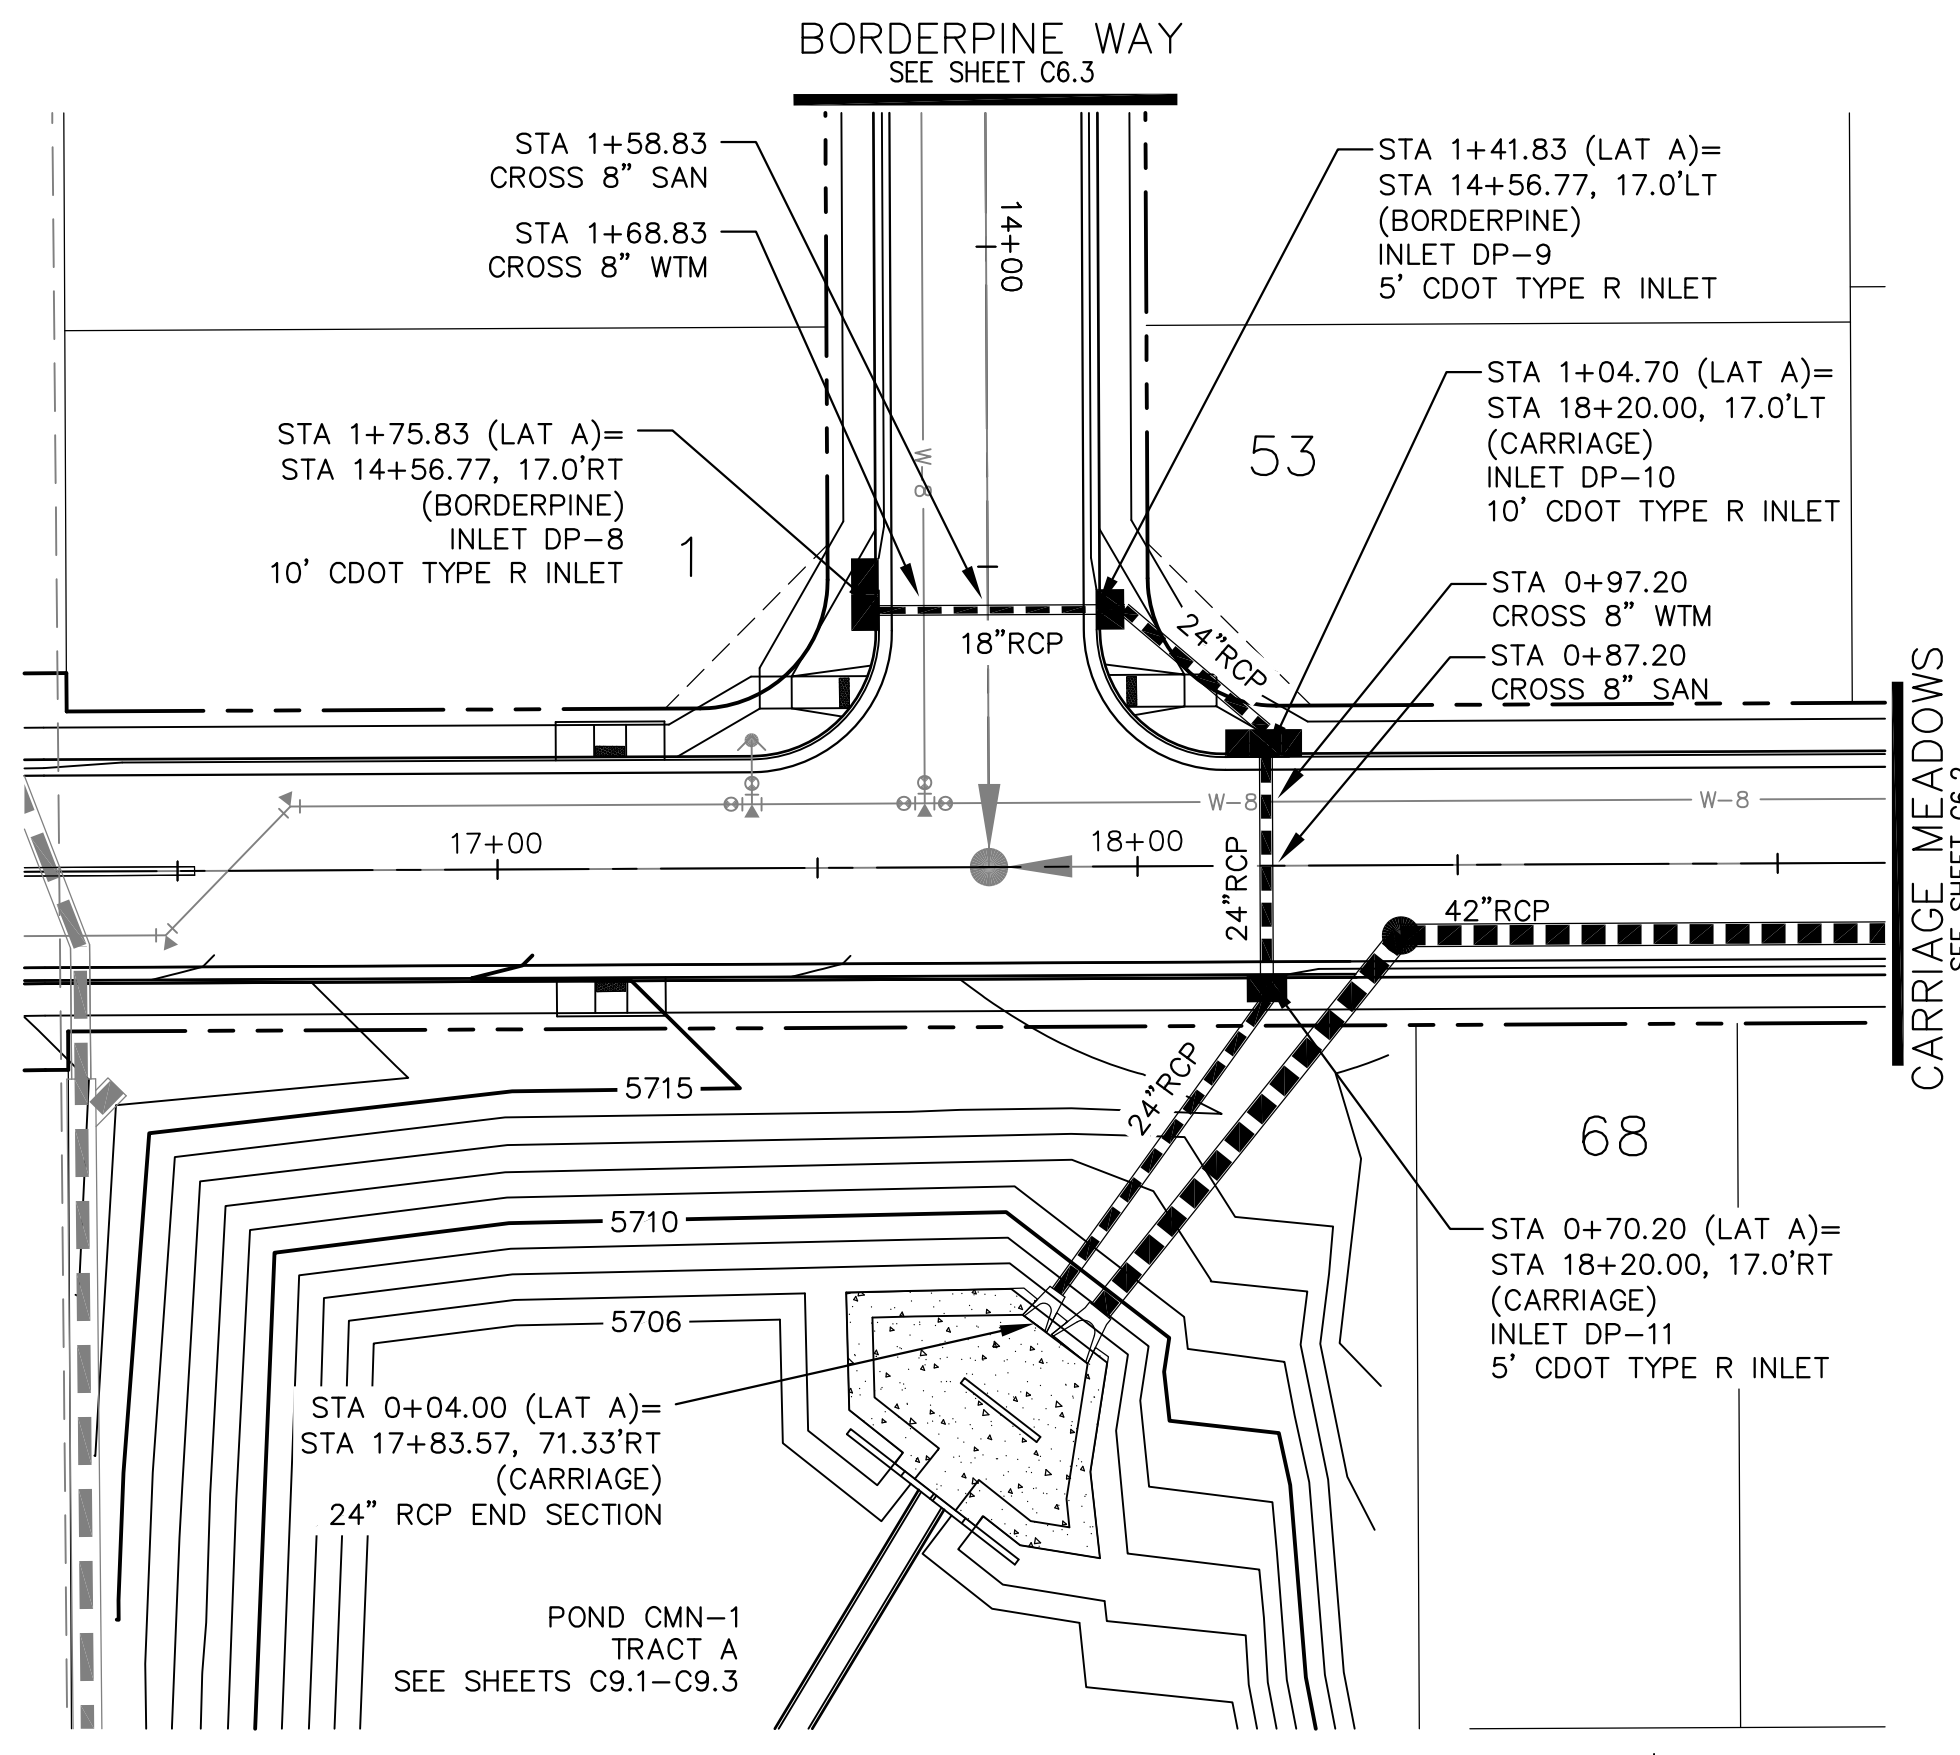 BORDERPINE WAY
SEE SHEET C6.3
STA 1+58.83
CROSS 8” SAN
STA 1+68.83
CROSS 8” WTM
14+00
STA 1+41.83 (LAT A)=
STA 14+56.77, 17.0’LT
(BORDERPINE)
INLET DP-9
5’ CDOT TYPE R INLET
STA 1+04.70 (LAT A)=
STA 18+20.00, 17.0’LT
(CARRIAGE)
INLET DP-10
10’ CDOT TYPE R INLET
STA 1+75.83 (LAT A)=
STA 14+56.77, 17.0’RT
(BORDERPINE)
INLET DP-8
10’ CDOT TYPE R INLET
1
W-8
53
STA 0+97.20
CROSS 8” WTM
STA 0+87.20
CROSS 8” SAN
18”RCP
24”RCP
W-8
W-8
17+00
18+00
24”RCP
42”RCP
CARRIAGE MEADOWS
SEE SHEET C6.2
5715
24”RCP
68
5710
STA 0+70.20 (LAT A)=
STA 18+20.00, 17.0’RT
(CARRIAGE)
INLET DP-11
5’ CDOT TYPE R INLET
5706
STA 0+04.00 (LAT A)=
STA 17+83.57, 71.33’RT
(CARRIAGE)
24” RCP END SECTION
POND CMN-1
TRACT A
SEE SHEETS C9.1-C9.3